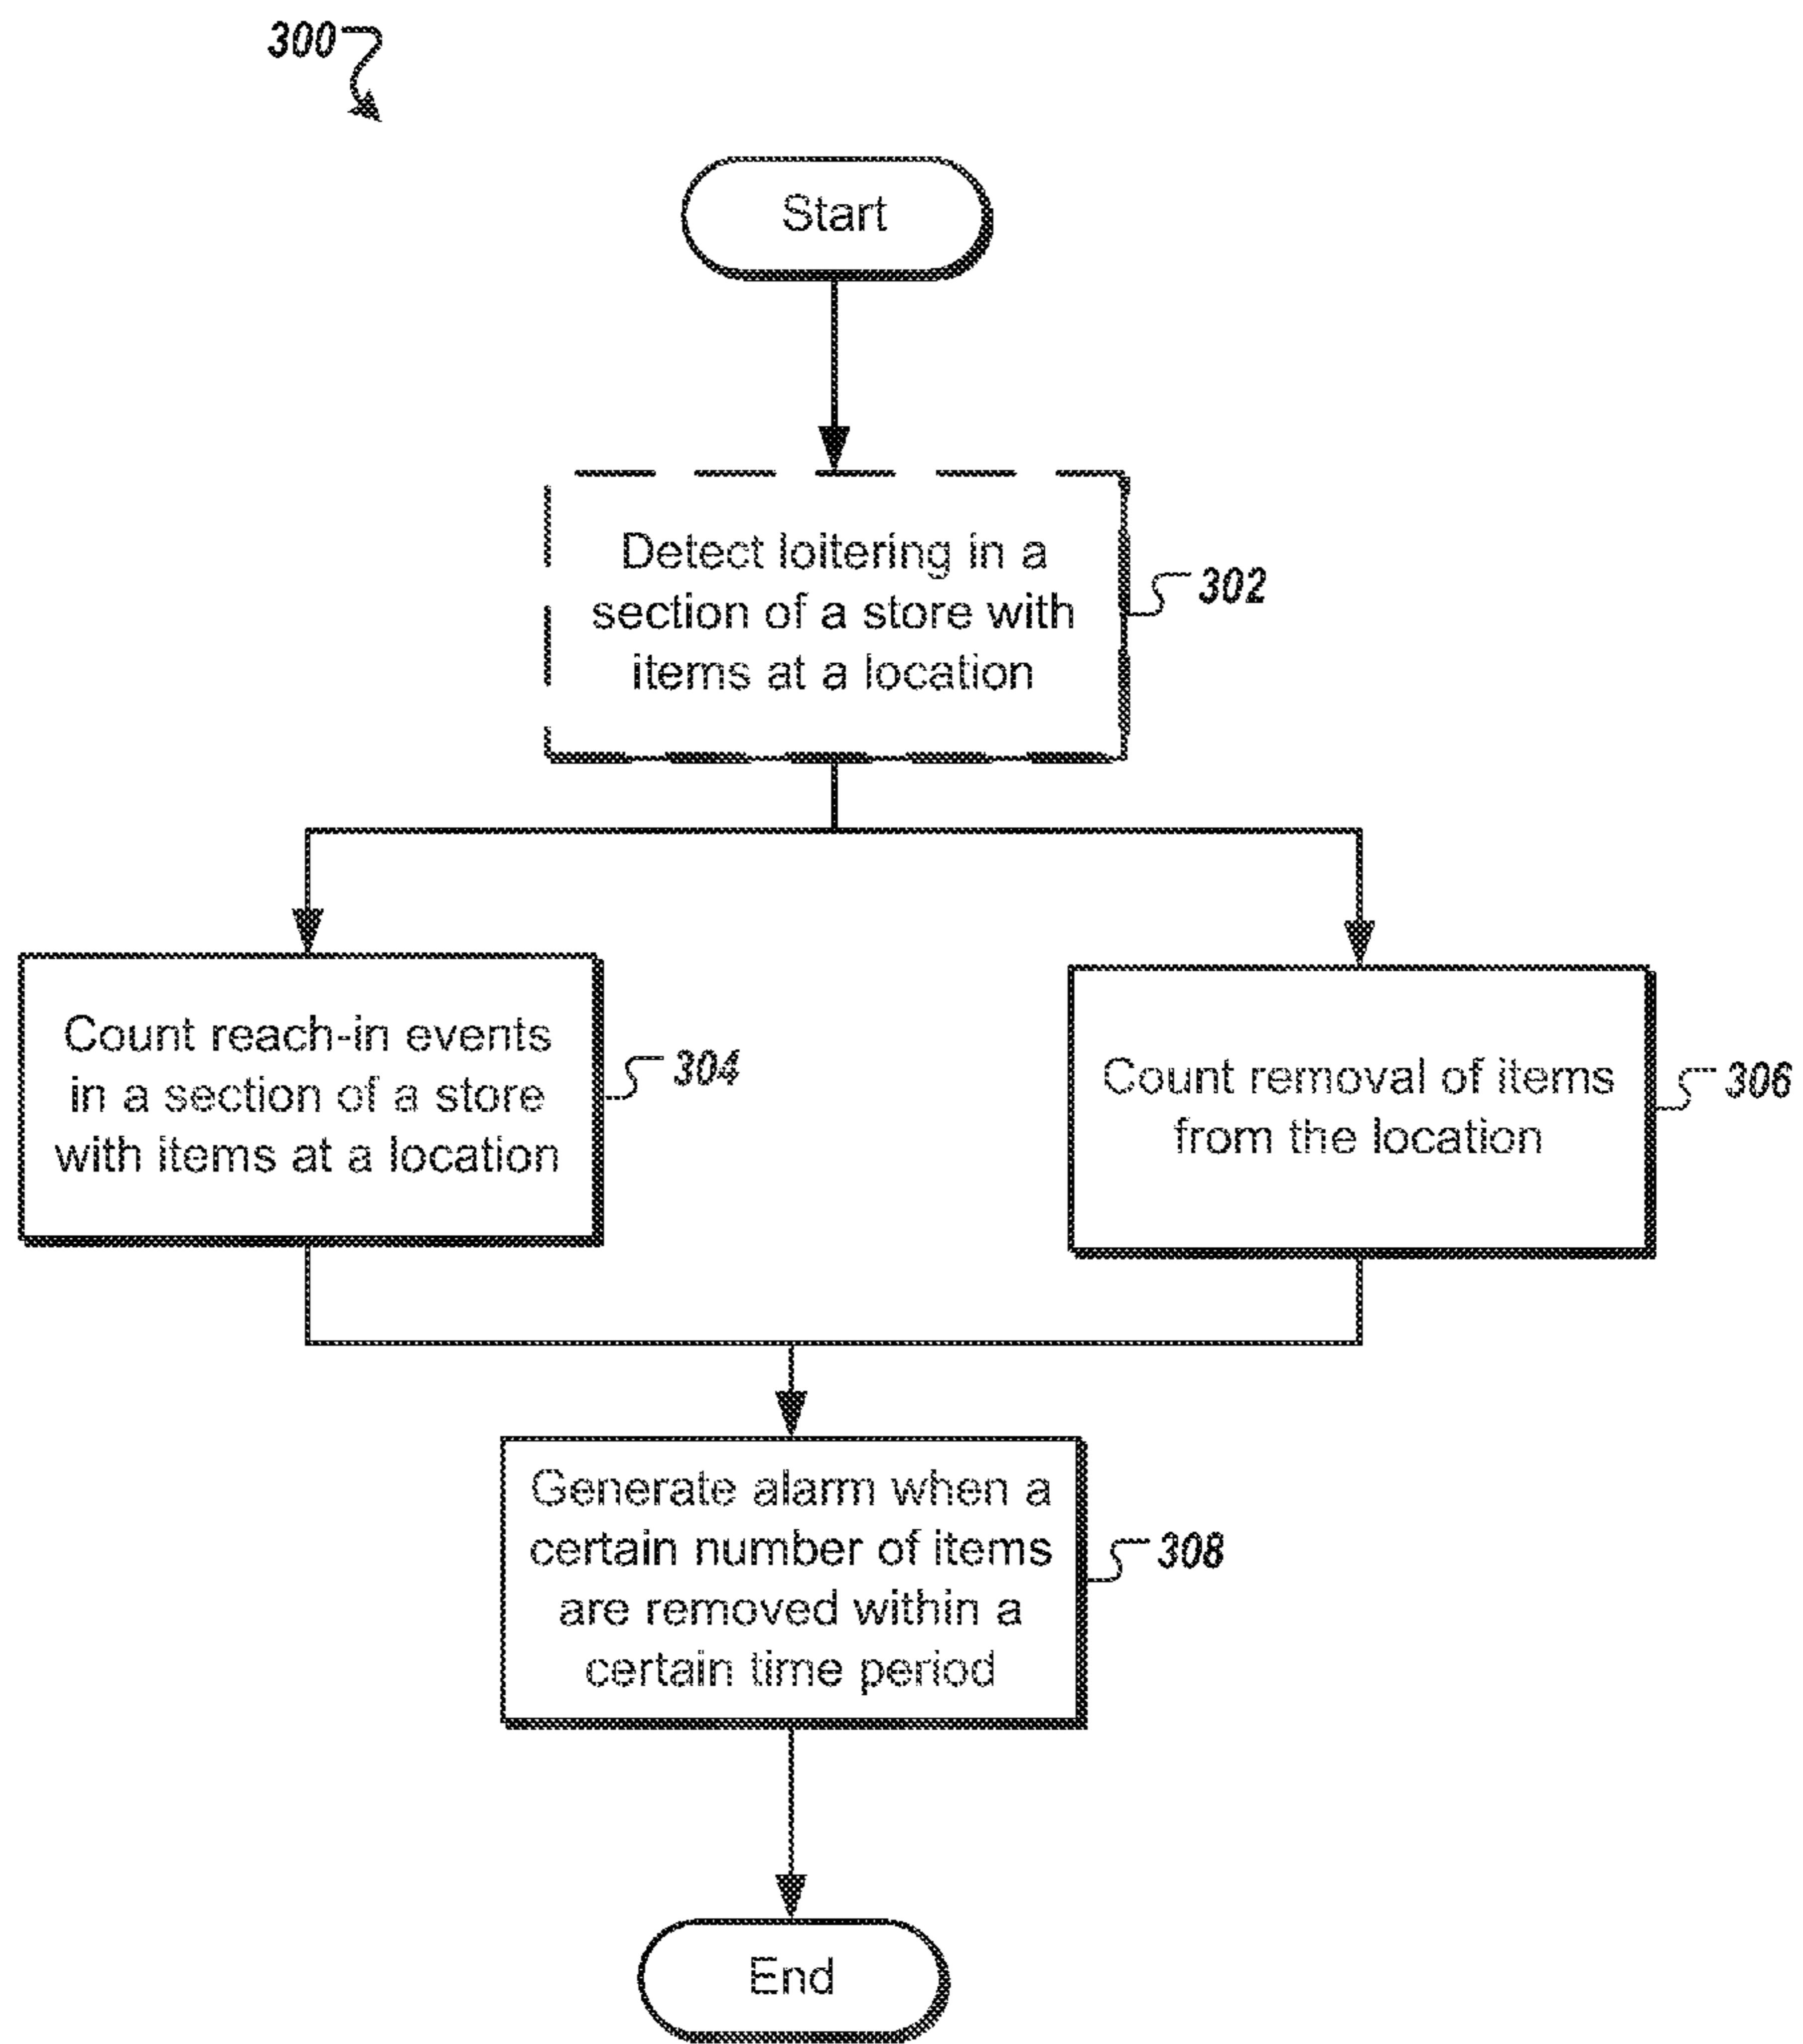 300
Start
Detect loitering in a
section of a store with
items at a location
302
Count reach-in events
in a section of a store
with items at a location
304
Count removal of items
from the location
306
Generate alarm when a
certain number of items
are removed within a
certain time period
308
End